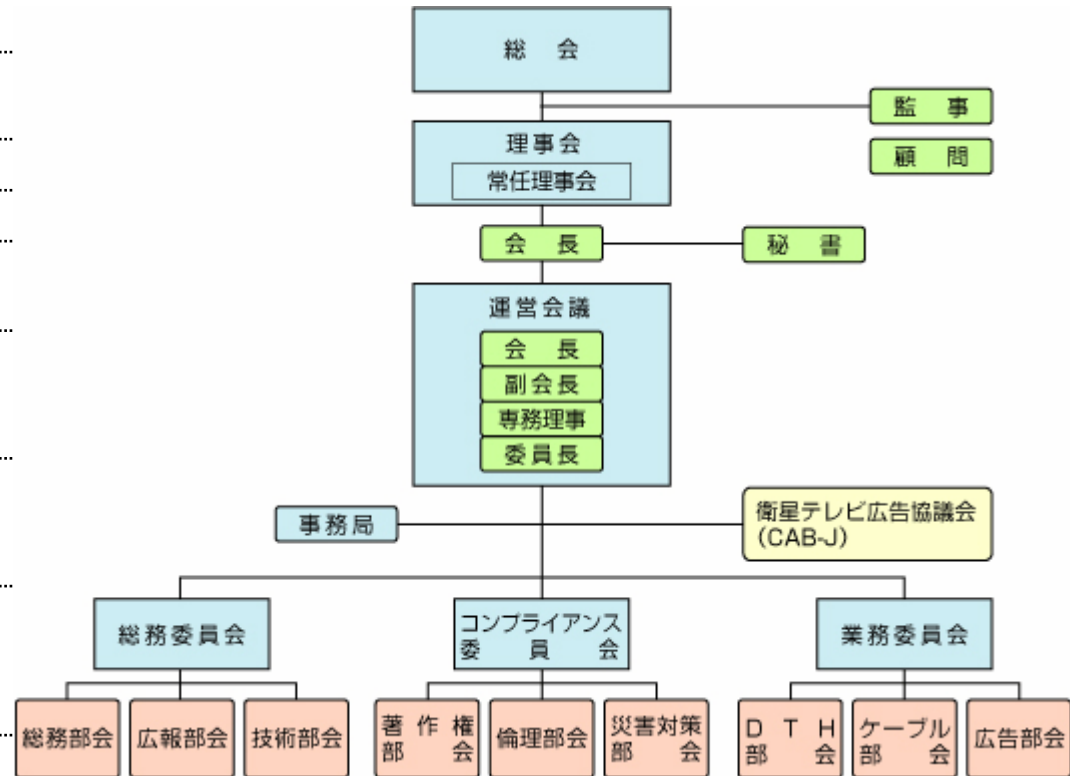 総会
監事
理事会
顧問
常任理事会
会長
秘書
運営会議
会長
副会長
専務理事
委員長
事務局
衛星テレビ広告協議会
(CAB-J)
総務委員会
コンプライアンス
委員会
業務委員会
総務部会
広報部会
技術部会
著作権
部会
倫理部会
災害対策
部会
DTH
部会
ケーブル
部会
広告部会